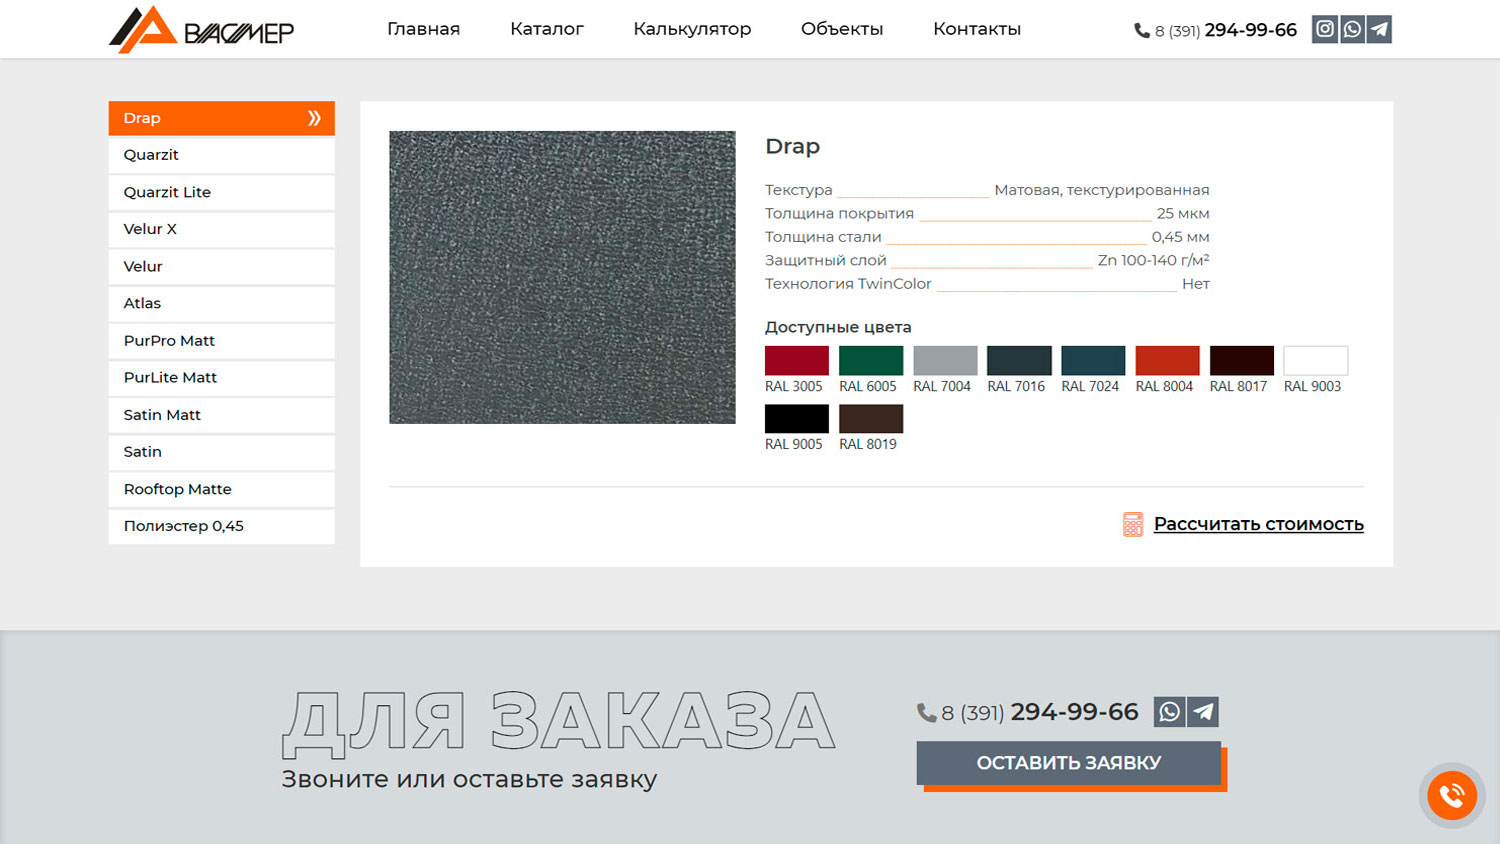 ВАСМЕР
Главная Каталог Калькулятор Объекты Контакты 8 (391) 294-99-66
Drap
Quarzit
Quarzit Lite
Velur X
Velur
Atlas
PurPro Matt
PurLite Matt
Satin Matt
Satin
Rooftop Matte
Полиэстер 0,45
Drap
Текстура Матовая, текстурированная
Толщина покрытия 25 мкм
Толщина стали 0,45 мм
Защитный слой Zn 100-140 г/м²
Технология TwinColor Нет
Доступные цвета
RAL 3005 RAL 6005 RAL 7004 RAL 7016 RAL 7024 RAL 8004 RAL 8017 RAL 9003
RAL 9005 RAL 8019
Рассчитать стоимость
ДЛЯ ЗАКАЗА
Звоните или оставьте заявку
8 (391) 294-99-66
ОСТАВИТЬ ЗАЯВКУ